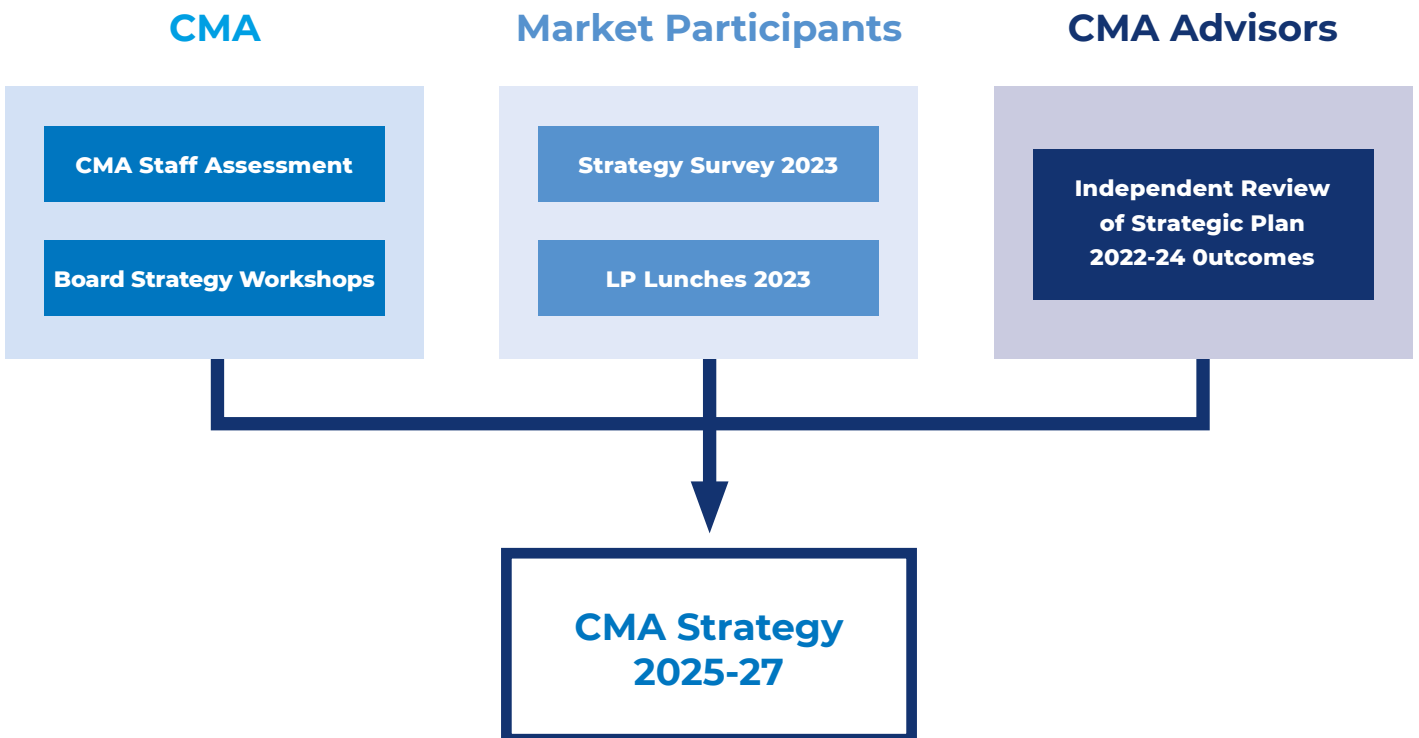 CMA
Market Participants
CMA Advisors
CMA Staff Assessment
Board Strategy Workshops
Strategy Survey 2023
LP Lunches 2023
Independent Review
of Strategic Plan
2022-24 0utcomes
CMA Strategy
2025-27